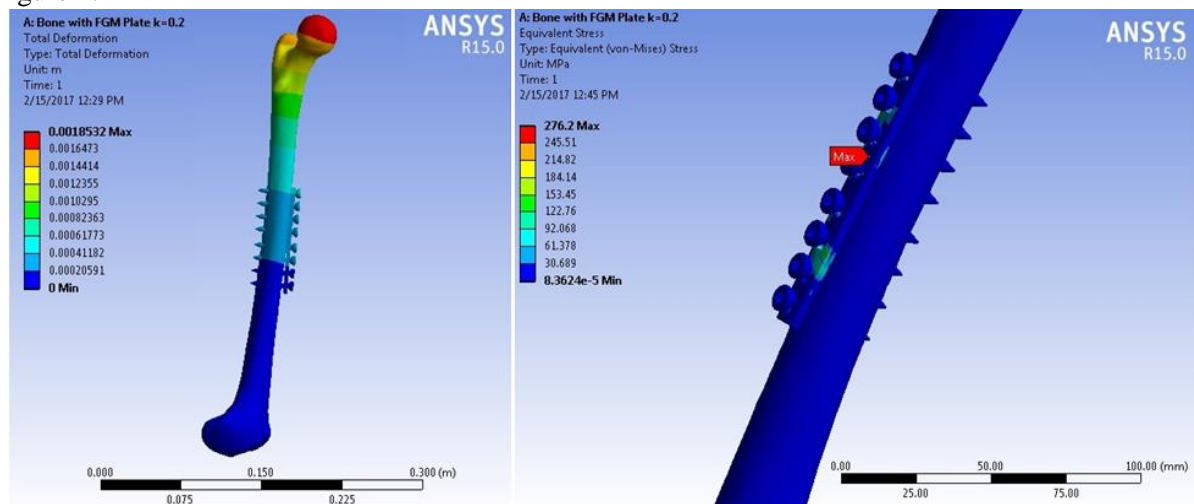 A: Bone with FGM Plate k=0.2
Total Deformation
Type: Total Deformation
Unit: m
Time: 1
2/15/2017 12:29 PM
ANSYS
R15.0
0.0018532 Max
0.0016473
0.0014414
0.0012355
0.0010295
0.00082363
0.00061773
0.00041182
0.00020591
0 Min
0.000
0.150
0.300 (m)
0.075
0.225
A: Bone with FGM Plate k=0.2
Equivalent Stress
Type: Equivalent (von-Mises) Stress
Unit: MPa
Time: 1
2/15/2017 12:45 PM
ANSYS
R15.0
276.2 Max
245.51
214.82
184.14
153.45
122.76
92.068
61.378
30.689
8.3624e-5 Min
Max
0.00
50.00
100.00 (mm)
25.00
75.00